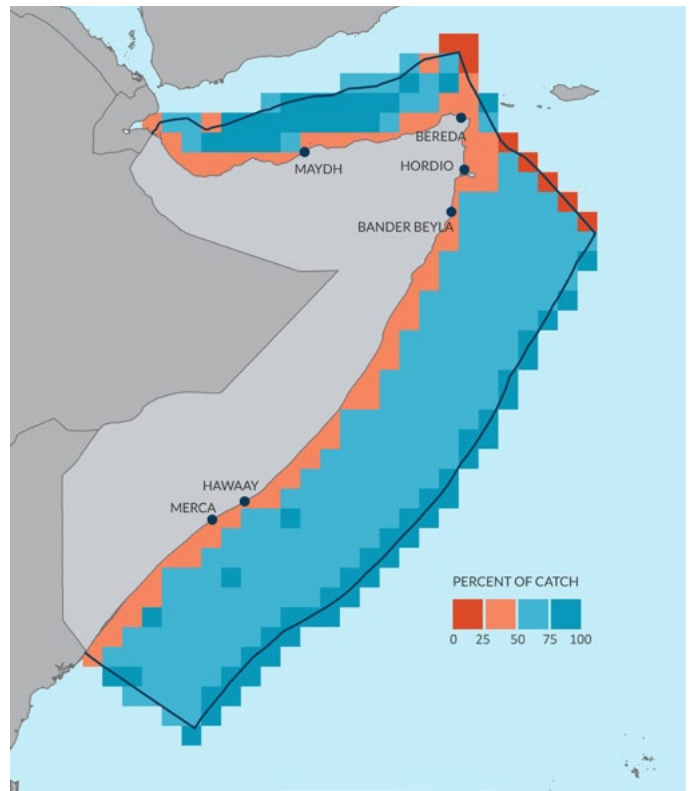 BEREDA
MAYDH
HORDIO
BANDER BEYLA
HAWAAY
MERCA
PERCENT OF CATCH
0 25 50 75 100